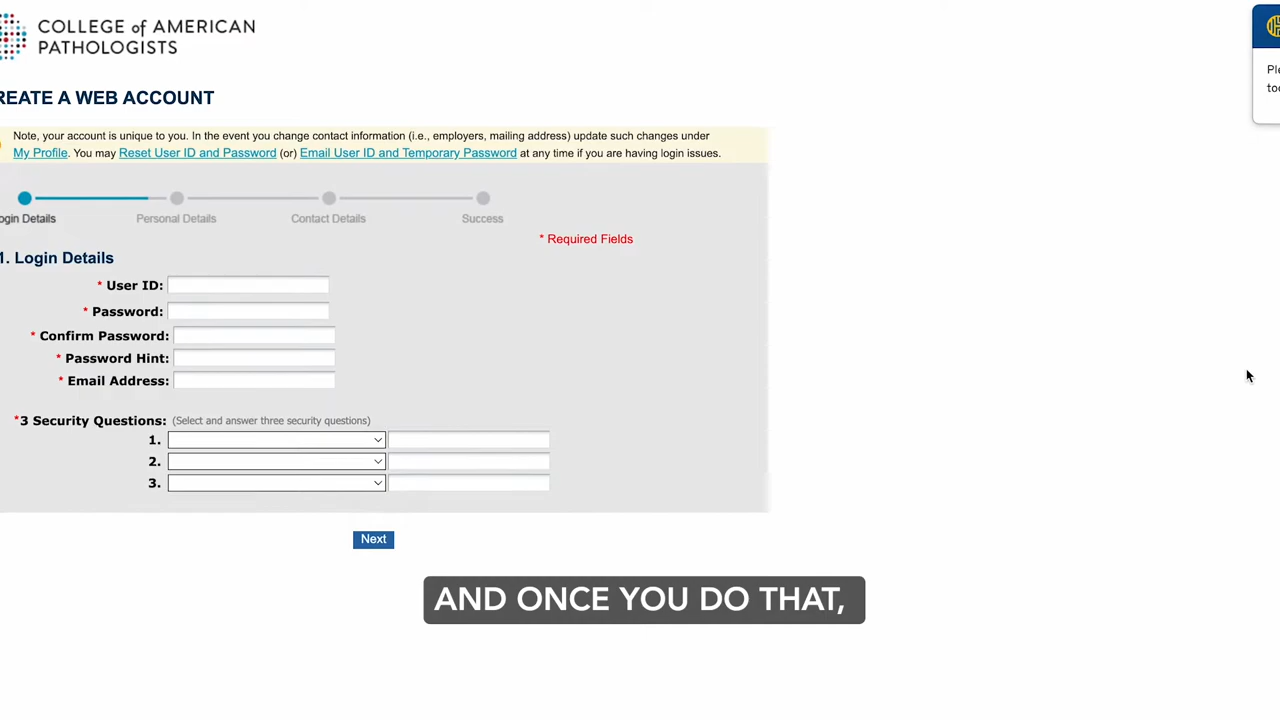 COLLEGE of AMERICAN
PATHOLOGISTS
REATE A WEB ACCOUNT
Note, your account is unique to you. In the event you change contact information (i.e., employers, mailing address) update such changes under
My Profile. You may Reset User ID and Password (or) Email User ID and Temporary Password at any time if you are having login issues.
ogin Details Personal Details Contact Details Success
* Required Fields
1. Login Details
* User ID:
* Password:
* Confirm Password:
* Password Hint:
* Email Address:
*3 Security Questions: (Select and answer three security questions)
1.
2.
3.
Next
AND ONCE YOU DO THAT,
Ple
too